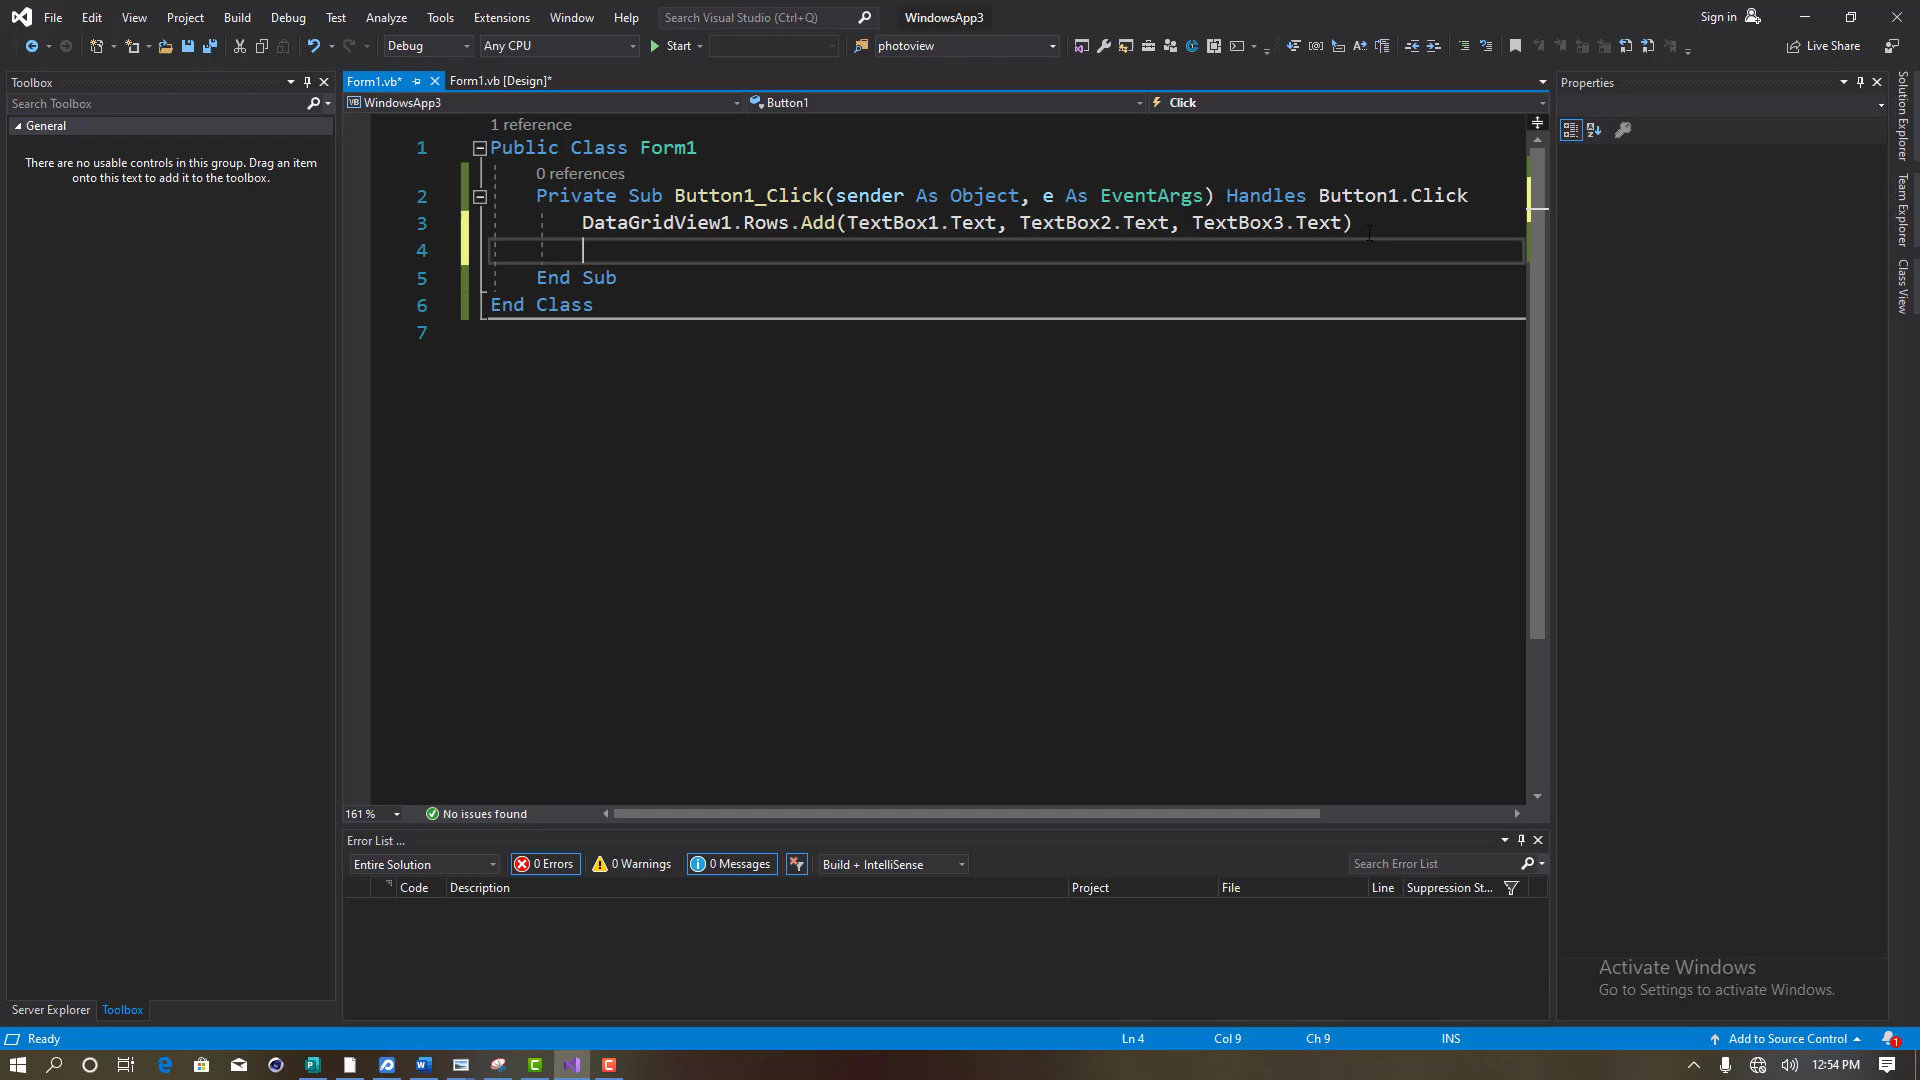 File Edit View Project Build Debug Test Analyze Tools Extensions Window Help Search Visual Studio (Ctrl+Q) WindowsApp3 Sign in
Debug Any CPU Start photoview Live Share
Toolbox
Search Toolbox
General
There are no usable controls in this group. Drag an item
onto this text to add it to the toolbox.
Server Explorer Toolbox
Form1.vb* Form1.vb [Design]*
WindowsApp3 Button1 Click
1 reference
1 Public Class Form1
0 references
2 Private Sub Button1_Click(sender As Object, e As EventArgs) Handles Button1.Click
3 DataGridView1.Rows.Add(TextBox1.Text, TextBox2.Text, TextBox3.Text)
4
5 End Sub
6 End Class
7
161 % No issues found
Error List ...
Entire Solution 0 Errors 0 Warnings 0 Messages Build + IntelliSense Search Error List
Code Description Project File Line Suppression St...
Properties
Solution Explorer
Team Explorer
Class View
Activate Windows
Go to Settings to activate Windows.
Ready Ln 4 Col 9 Ch 9 INS Add to Source Control 1
12:54 PM